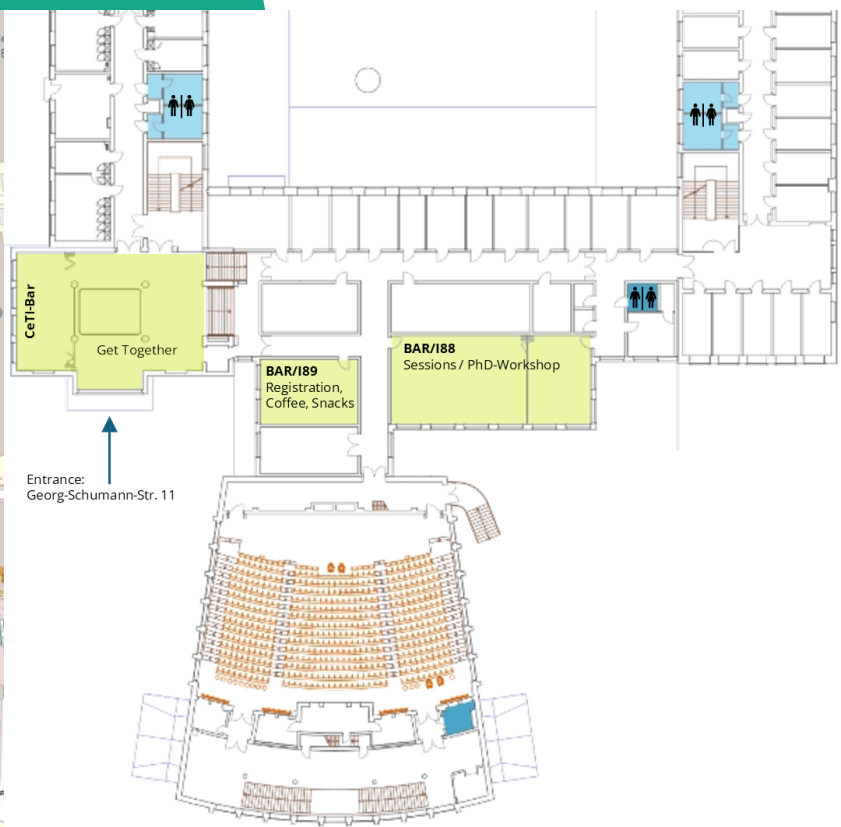 CeTI-Bar
Get Together
BAR/I89
Registration,
Coffee, Snacks
BAR/I88
Sessions / PhD-Workshop
Entrance:
Georg-Schumann-Str. 11